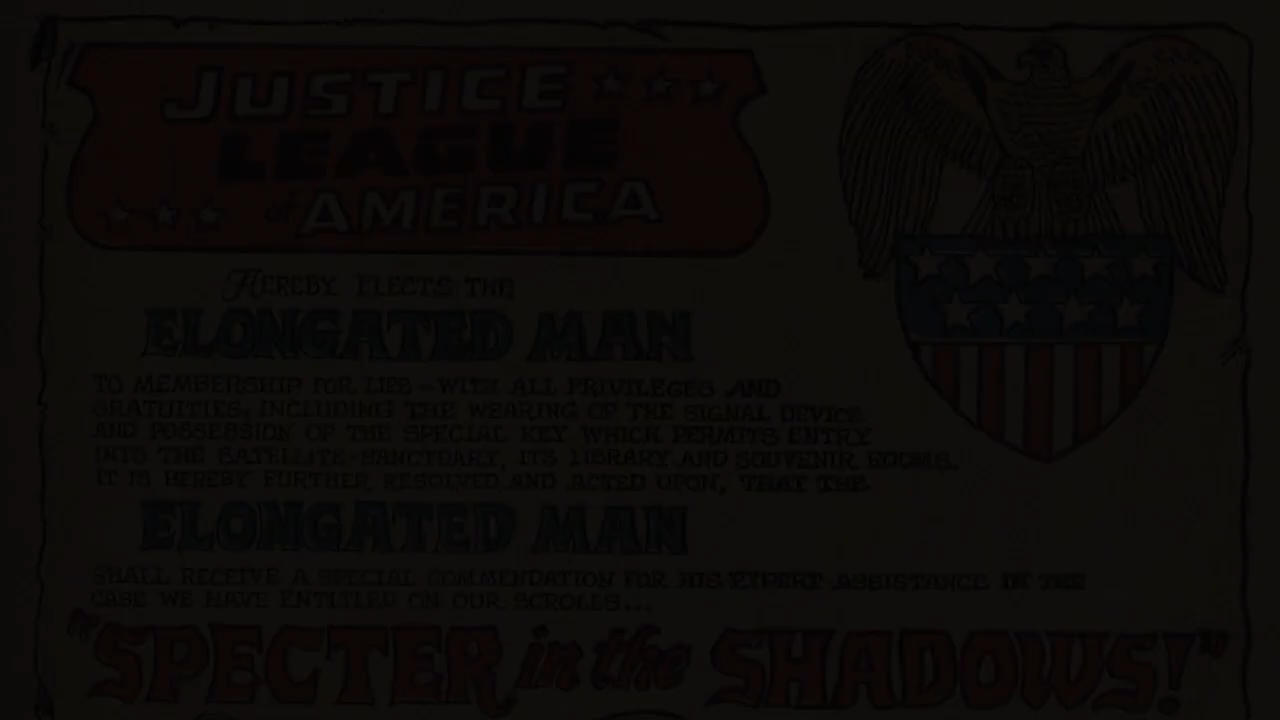 JUSTICE
LEAGUE
of AMERICA
HEREBY ELECTS THE
ELONGATED MAN
TO MEMBERSHIP FOR LIFE - WITH ALL PRIVILEGES AND
GRATUITIES, INCLUDING THE WEARING OF THE SIGNAL DEVICE
AND POSSESSION OF THE SPECIAL KEY WHICH PERMITS ENTRY
INTO THE SATELLITE-SANCTUARY, ITS LIBRARY AND SOUVENIR ROOMS.
IT IS HEREBY FURTHER RESOLVED AND ACTED UPON, THAT THE
ELONGATED MAN
SHALL RECEIVE A SPECIAL COMMENDATION FOR HIS EXPERT ASSISTANCE IN THE
CASE WE HAVE ENTITLED ON OUR SCROLLS...
"SPECTER in the SHADOWS!"